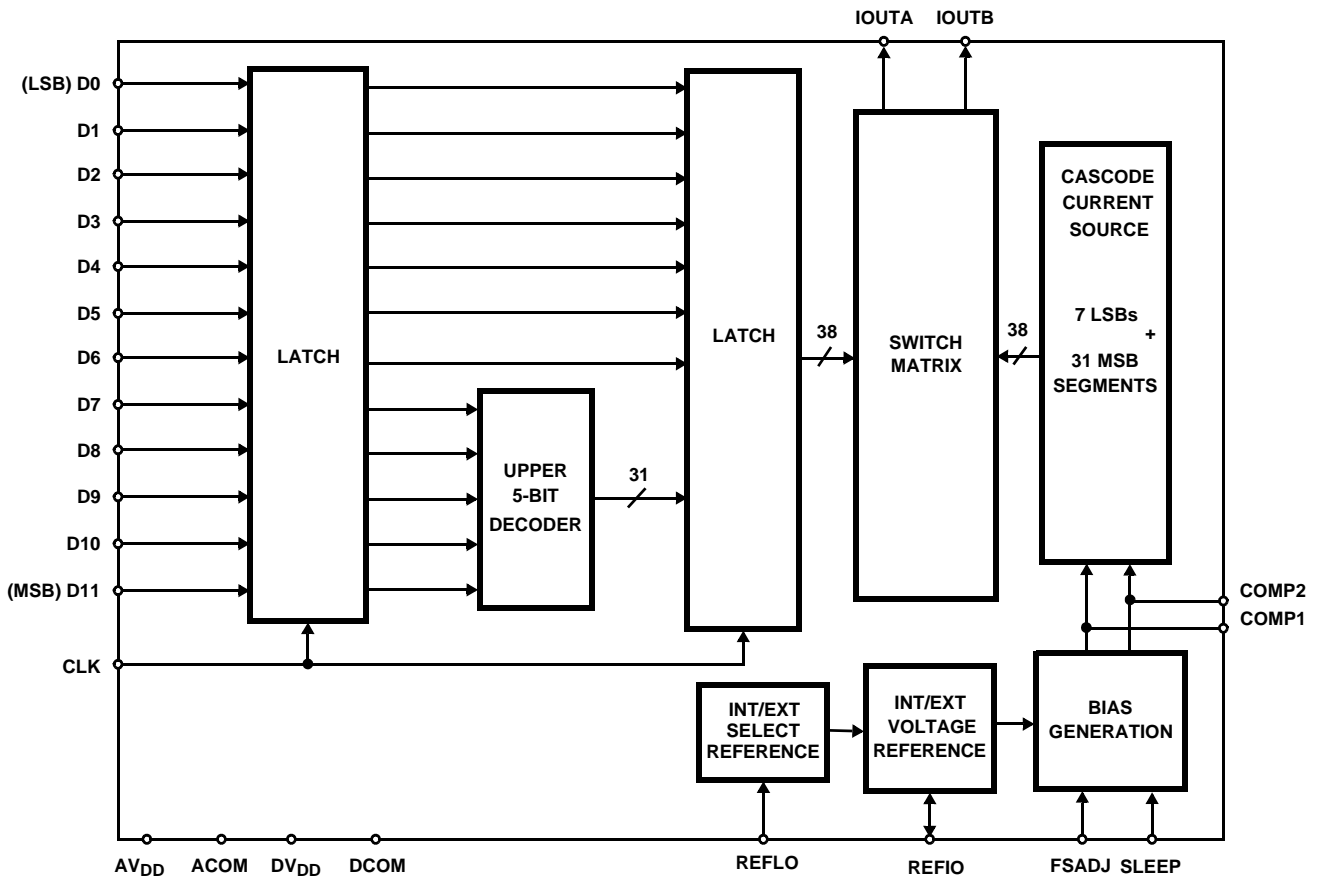 IOUTA IOUTB
(LSB) D0
D1
D2
D3
D4
D5
D6
D7
D8
D9
D10
(MSB) D11
CLK
LATCH
UPPER
5-BIT
DECODER
31
LATCH
38
SWITCH
MATRIX
38
CASCODE
CURRENT
SOURCE
7 LSBs
+
31 MSB
SEGMENTS
COMP2
COMP1
INT/EXT
SELECT
REFERENCE
INT/EXT
VOLTAGE
REFERENCE
BIAS
GENERATION
AVDD ACOM DVDD DCOM REFLO REFIO FSADJ SLEEP